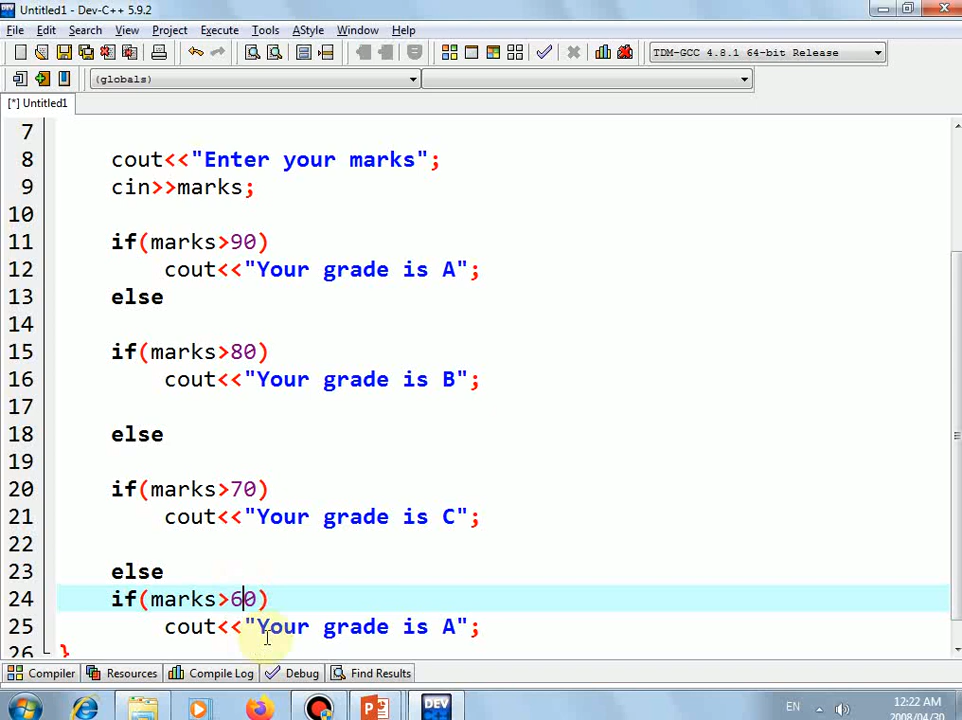 Untitled1 - Dev-C++ 5.9.2
File Edit Search View Project Execute Tools AStyle Window Help
TDM-GCC 4.8.1 64-bit Release
(globals)
[*] Untitled1
7
8 cout<<"Enter your marks";
9 cin>>marks;
10
11 if(marks>90)
12 cout<<"Your grade is A";
13 else
14
15 if(marks>80)
16 cout<<"Your grade is B";
17
18 else
19
20 if(marks>70)
21 cout<<"Your grade is C";
22
23 else
24 if(marks>60)
25 cout<<"Your grade is A";
26 }
Compiler Resources Compile Log Debug Find Results
DEV EN 12:22 AM
2008/04/30